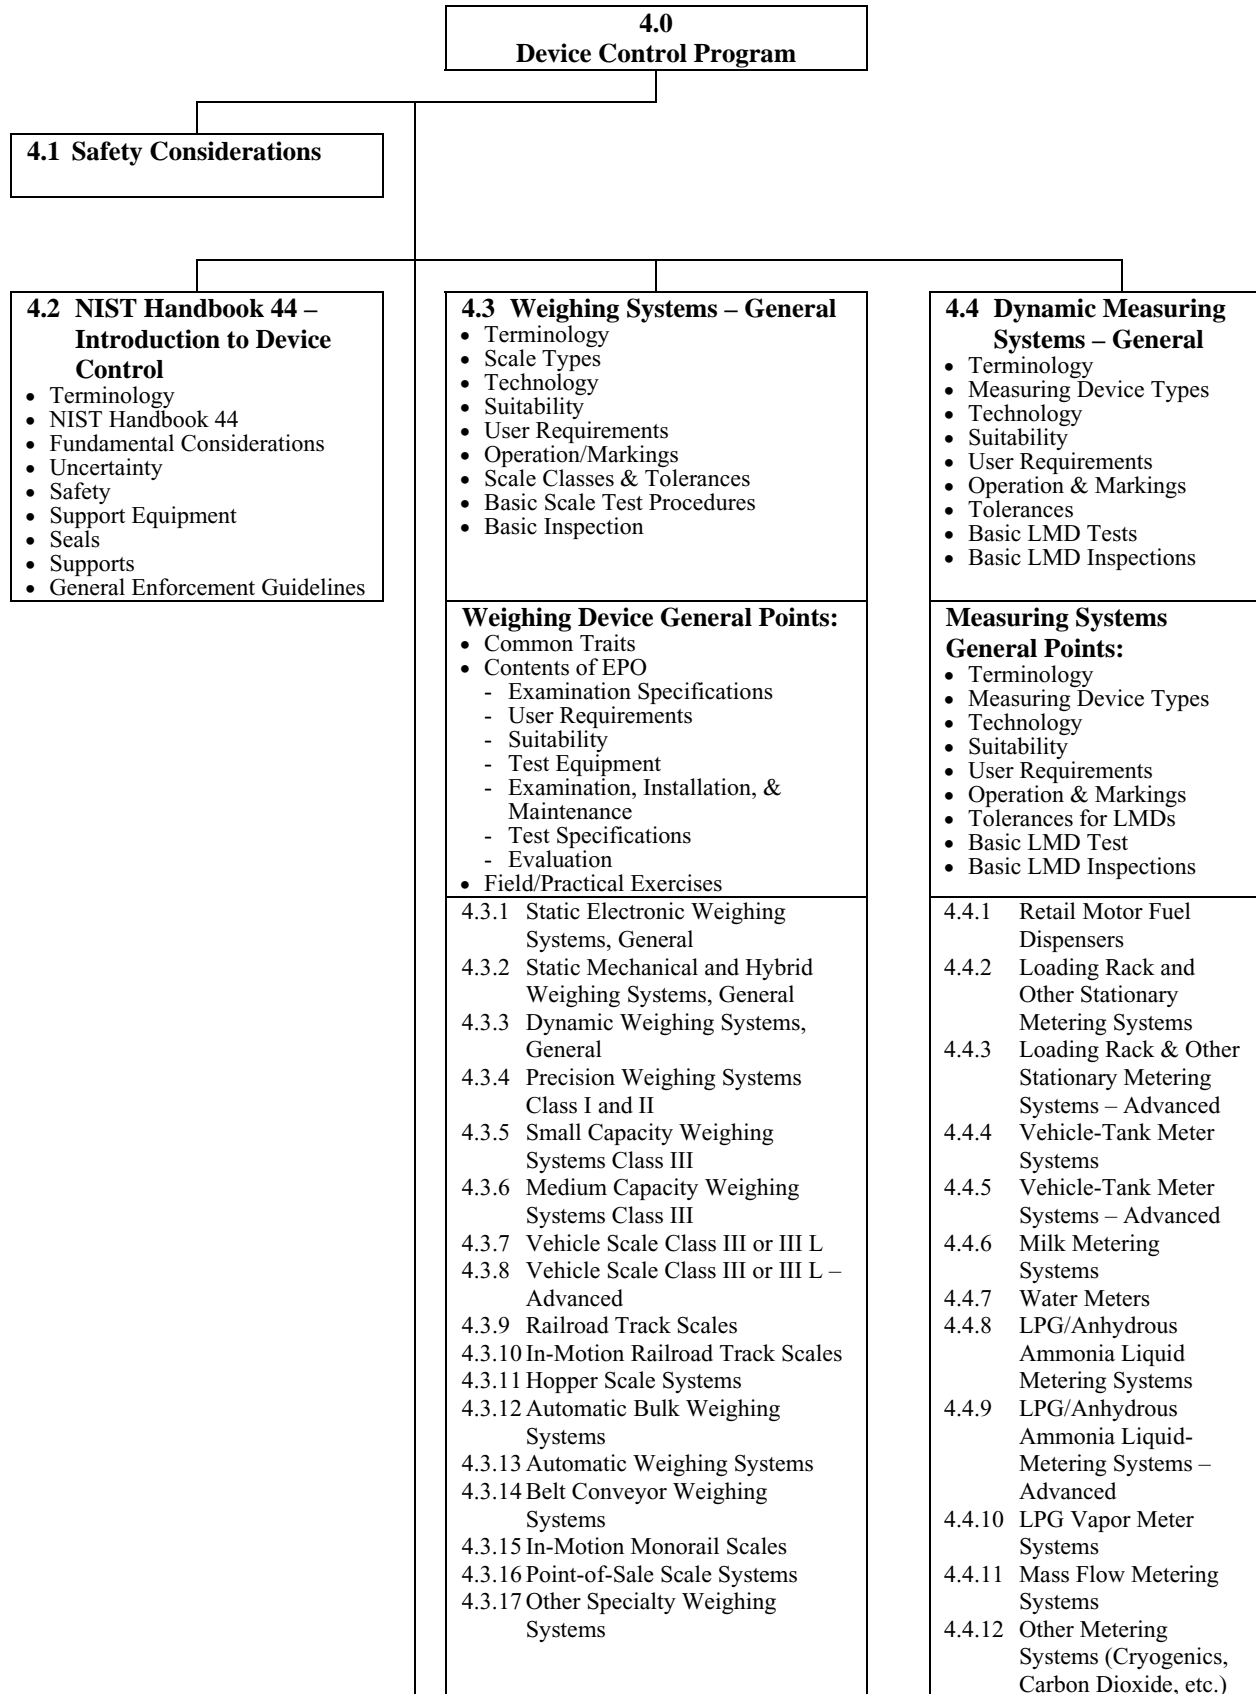 4.0
Device Control Program
4.1 Safety Considerations
4.2 NIST Handbook 44 –
Introduction to Device
Control
• Terminology
• NIST Handbook 44
• Fundamental Considerations
• Uncertainty
• Safety
• Support Equipment
• Seals
• Supports
• General Enforcement Guidelines
4.3 Weighing Systems – General
• Terminology
• Scale Types
• Technology
• Suitability
• User Requirements
• Operation/Markings
• Scale Classes & Tolerances
• Basic Scale Test Procedures
• Basic Inspection
Weighing Device General Points:
• Common Traits
• Contents of EPO
- Examination Specifications
- User Requirements
- Suitability
- Test Equipment
- Examination, Installation, &
Maintenance
- Test Specifications
- Evaluation
• Field/Practical Exercises
4.3.1 Static Electronic Weighing
Systems, General
4.3.2 Static Mechanical and Hybrid
Weighing Systems, General
4.3.3 Dynamic Weighing Systems,
General
4.3.4 Precision Weighing Systems
Class I and II
4.3.5 Small Capacity Weighing
Systems Class III
4.3.6 Medium Capacity Weighing
Systems Class III
4.3.7 Vehicle Scale Class III or III L
4.3.8 Vehicle Scale Class III or III L –
Advanced
4.3.9 Railroad Track Scales
4.3.10 In-Motion Railroad Track Scales
4.3.11 Hopper Scale Systems
4.3.12 Automatic Bulk Weighing
Systems
4.3.13 Automatic Weighing Systems
4.3.14 Belt Conveyor Weighing
Systems
4.3.15 In-Motion Monorail Scales
4.3.16 Point-of-Sale Scale Systems
4.3.17 Other Specialty Weighing
Systems
4.4 Dynamic Measuring
Systems – General
• Terminology
• Measuring Device Types
• Technology
• Suitability
• User Requirements
• Operation & Markings
• Tolerances
• Basic LMD Tests
• Basic LMD Inspections
Measuring Systems
General Points:
• Terminology
• Measuring Device Types
• Technology
• Suitability
• User Requirements
• Operation & Markings
• Tolerances for LMDs
• Basic LMD Test
• Basic LMD Inspections
4.4.1 Retail Motor Fuel
Dispensers
4.4.2 Loading Rack and
Other Stationary
Metering Systems
4.4.3 Loading Rack & Other
Stationary Metering
Systems – Advanced
4.4.4 Vehicle-Tank Meter
Systems
4.4.5 Vehicle-Tank Meter
Systems – Advanced
4.4.6 Milk Metering
Systems
4.4.7 Water Meters
4.4.8 LPG/Anhydrous
Ammonia Liquid
Metering Systems
4.4.9 LPG/Anhydrous
Ammonia Liquid-
Metering Systems –
Advanced
4.4.10 LPG Vapor Meter
Systems
4.4.11 Mass Flow Metering
Systems
4.4.12 Other Metering
Systems (Cryogenics,
Carbon Dioxide, etc.)